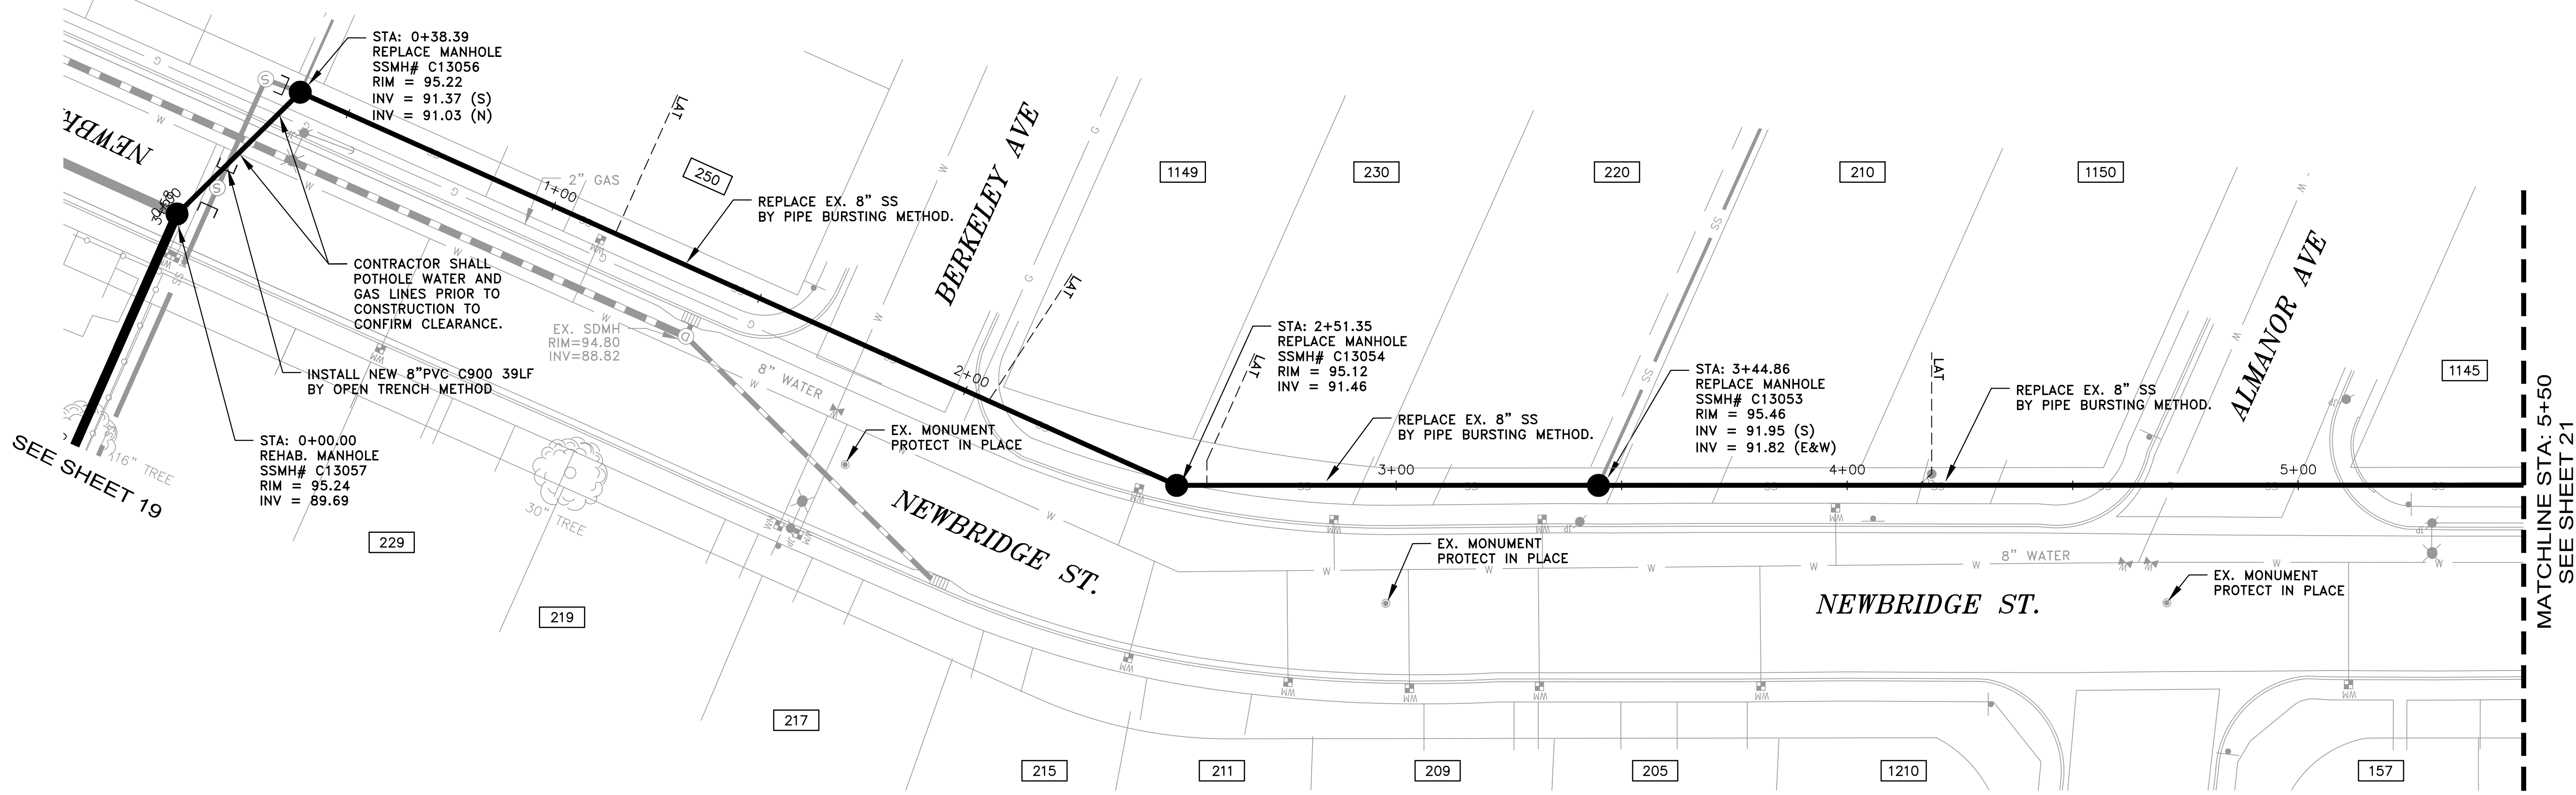 STA: 0+38.39
REPLACE MANHOLE
SSMH# C13056
RIM = 95.22
INV = 91.37 (S)
INV = 91.03 (N)
LAT
1+00
2" GAS
250
REPLACE EX. 8" SS
BY PIPE BURSTING METHOD.
BERKELEY AVE
1149
230
220
210
1150
CONTRACTOR SHALL
POTHOLE WATER AND
GAS LINES PRIOR TO
CONSTRUCTION TO
CONFIRM CLEARANCE.
EX. SDMH
RIM=94.80
INV=88.82
INSTALL NEW 8"PVC C900 39LF
BY OPEN TRENCH METHOD
STA: 0+00.00
REHAB. MANHOLE
SSMH# C13057
RIM = 95.24
INV = 89.69
SEE SHEET 19
16" TREE
30" TREE
8" WATER
2+00
LAT
EX. MONUMENT
PROTECT IN PLACE
NEWBRIDGE ST.
STA: 2+51.35
REPLACE MANHOLE
SSMH# C13054
RIM = 95.12
INV = 91.46
LAT
REPLACE EX. 8" SS
BY PIPE BURSTING METHOD.
3+00
STA: 3+44.86
REPLACE MANHOLE
SSMH# C13053
RIM = 95.46
INV = 91.95 (S)
INV = 91.82 (E&W)
LAT
4+00
REPLACE EX. 8" SS
BY PIPE BURSTING METHOD.
ALMANOR AVE
5+00
1145
MATCHLINE STA: 5+50
SEE SHEET 21
EX. MONUMENT
PROTECT IN PLACE
8" WATER
EX. MONUMENT
PROTECT IN PLACE
NEWBRIDGE ST.
229
219
217
215
211
209
205
1210
157